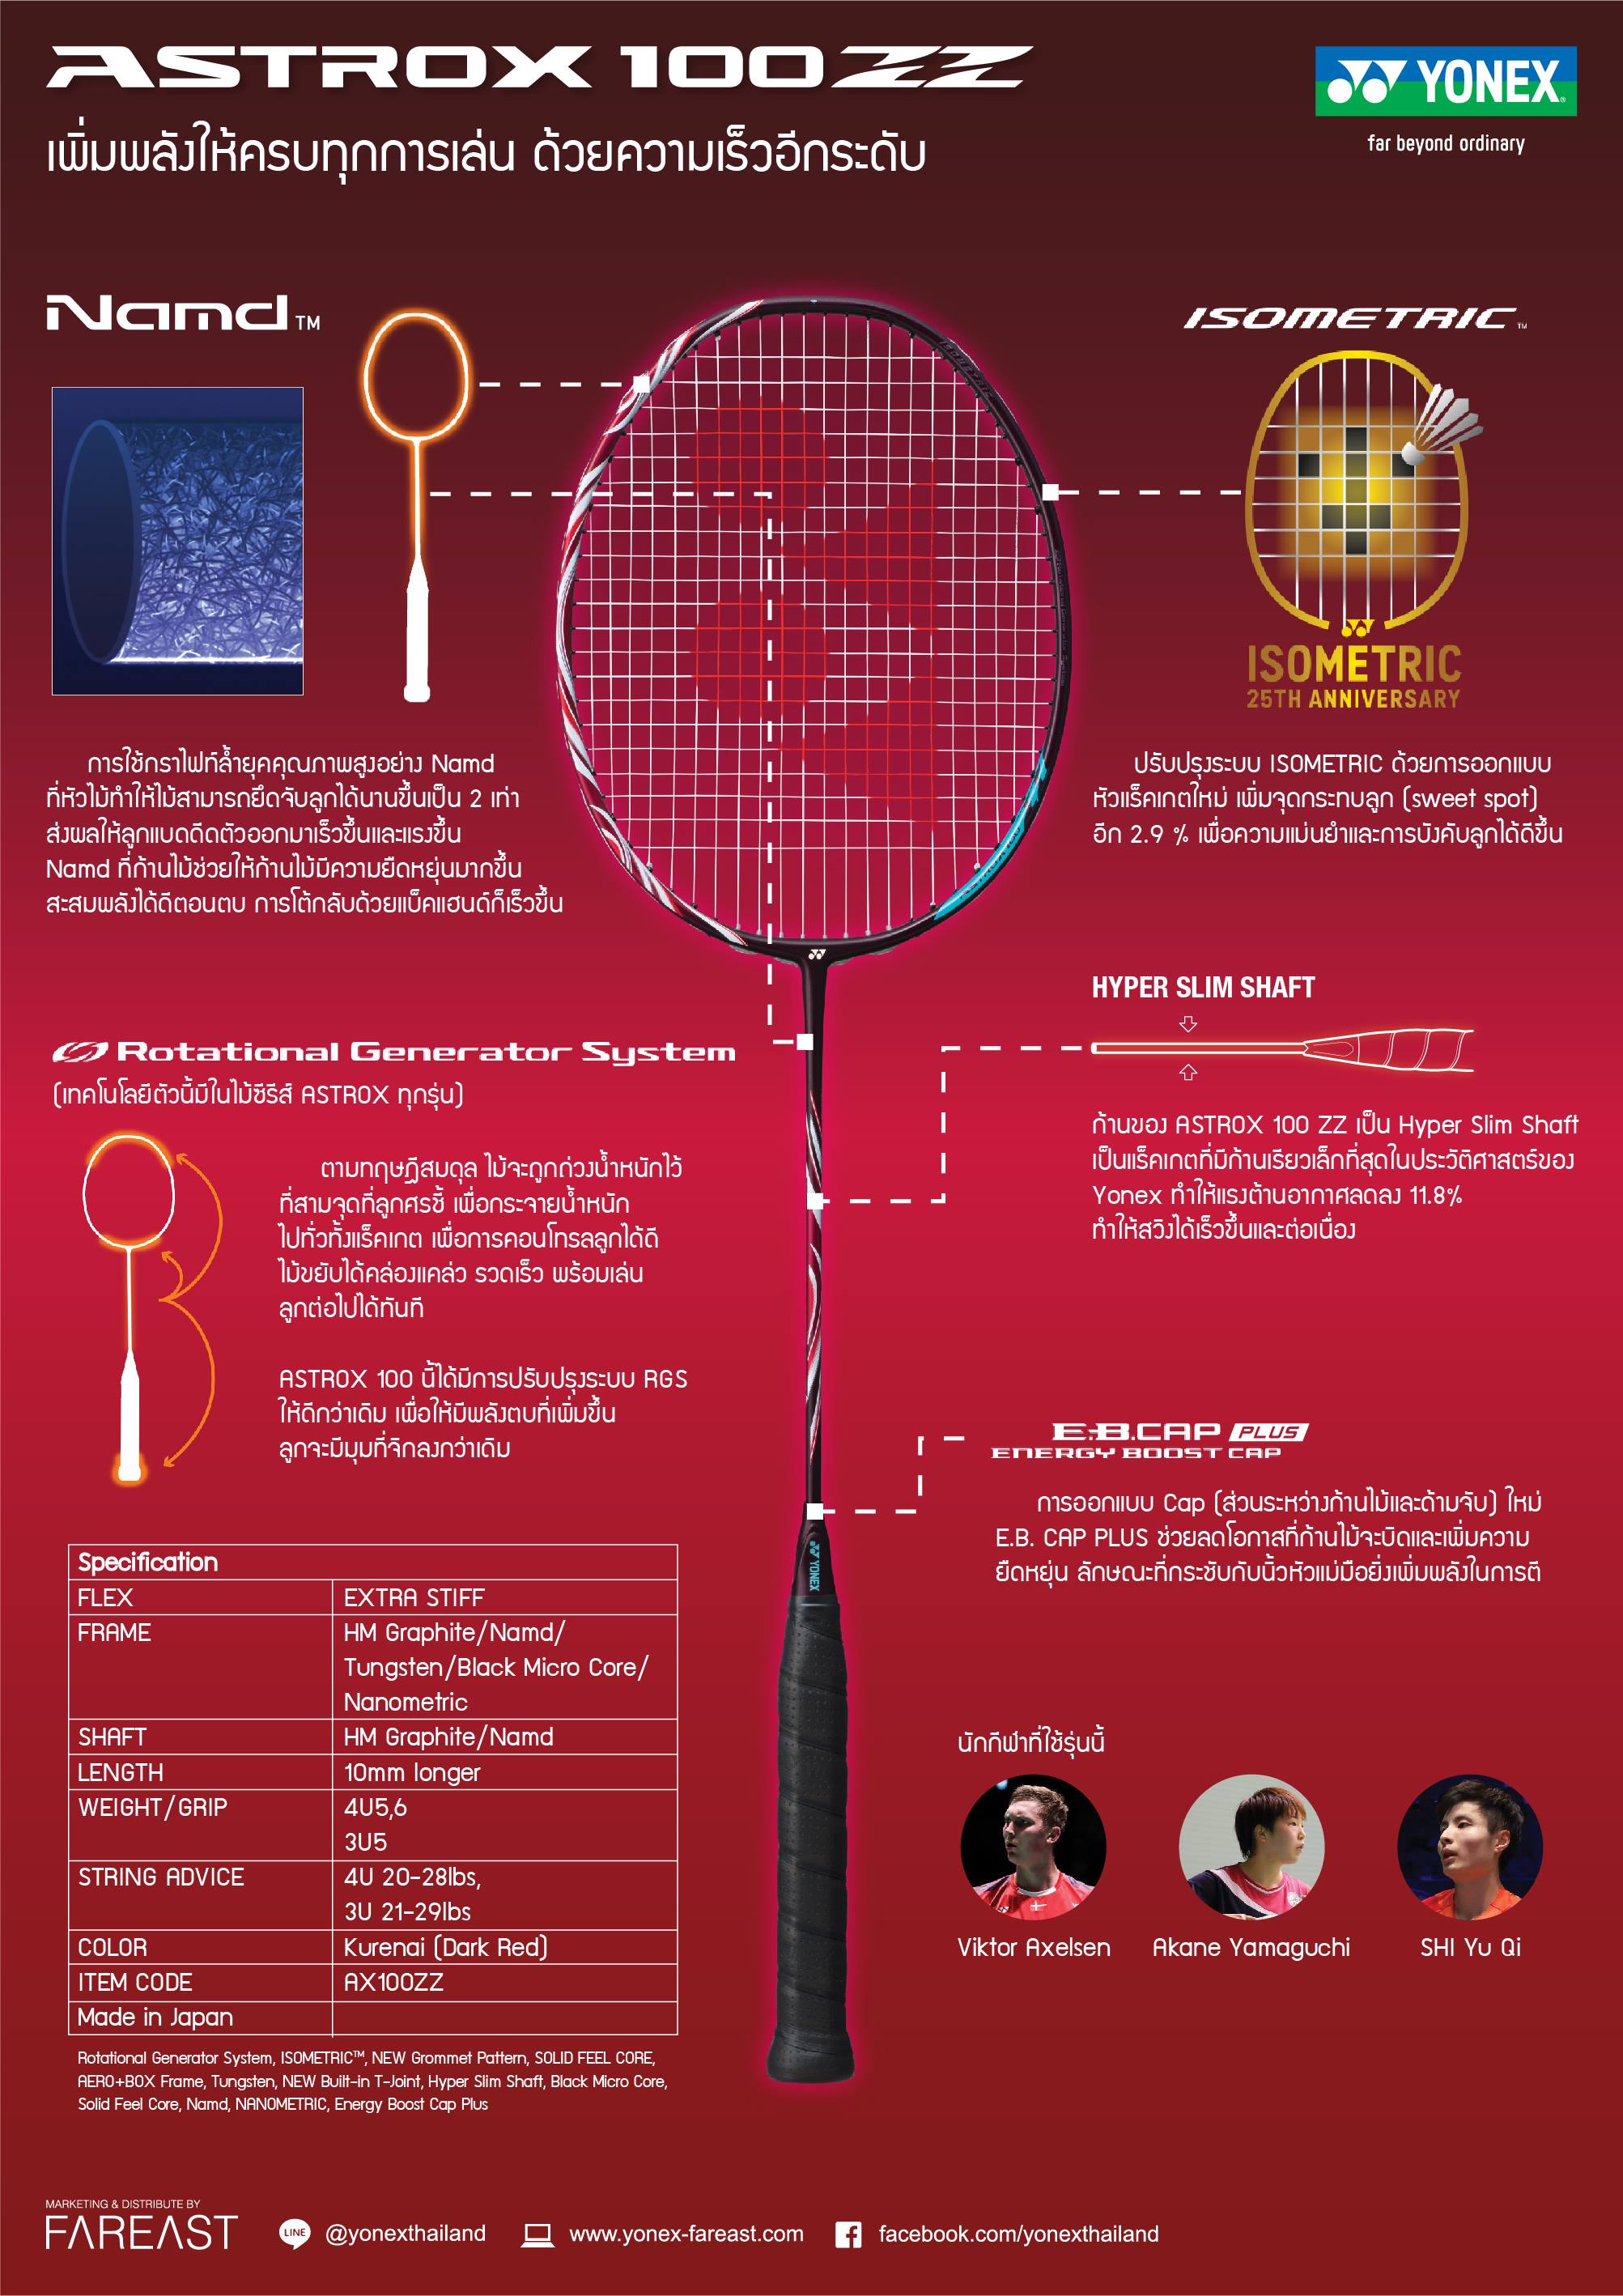 ASTROX 100ZZ
เพิ่มพลังให้ครบทุกการเล่น ด้วยความเร็วอีกระดับ
YONEX®
far beyond ordinary
Namd™
การใช้กราไฟท์ล้ำยุคคุณภาพสูงอย่าง Namd
ที่หัวไม้ทำให้ไม้สามารถยึดจับลูกได้นานขึ้นเป็น 2 เท่า
ส่งผลให้ลูกแบดดีดตัวออกมาเร็วขึ้นและแรงขึ้น
Namd ที่ก้านไม้ช่วยให้ก้านไม้มีความยืดหยุ่นมากขึ้น
สะสมพลังได้ดีตอนตบ การโต้กลับด้วยแบ็คแฮนด์ก็เร็วขึ้น
ISOMETRIC™
ISOMETRIC
25TH ANNIVERSARY
ปรับปรุงระบบ ISOMETRIC ด้วยการออกแบบ
หัวแร็คเกตใหม่ เพิ่มจุดกระทบลูก (sweet spot)
อีก 2.9 % เพื่อความแม่นยำและการบังคับลูกได้ดีขึ้น
HYPER SLIM SHAFT
ก้านของ ASTROX 100 ZZ เป็น Hyper Slim Shaft
เป็นแร็คเกตที่มีก้านเรียวเล็กที่สุดในประวัติศาสตร์ของ
Yonex ทำให้แรงต้านอากาศลดลง 11.8%
ทำให้สวิงได้เร็วขึ้นและต่อเนื่อง
Rotational Generator System
(เทคโนโลยีตัวนี้มีในไม้ซีรีส์ ASTROX ทุกรุ่น)
ตามทฤษฎีสมดุล ไม้จะถูกถ่วงน้ำหนักไว้
ที่สามจุดที่ลูกศรชี้ เพื่อกระจายน้ำหนัก
ไปทั่วทั้งแร็คเกต เพื่อการคอนโทรลลูกได้ดี
ไม้ขยับได้คล่องแคล่ว รวดเร็ว พร้อมเล่น
ลูกต่อไปได้ทันที
ASTROX 100 นี้ได้มีการปรับปรุงระบบ RGS
ให้ดีกว่าเดิม เพื่อให้มีพลังตบที่เพิ่มขึ้น
ลูกจะมีมุมที่จิกลงกว่าเดิม
E.B.CAP PLUS
ENERGY BOOST CAP
การออกแบบ Cap (ส่วนระหว่างก้านไม้และด้ามจับ) ใหม่
E.B. CAP PLUS ช่วยลดโอกาสที่ก้านไม้จะบิดและเพิ่มความ
ยืดหยุ่น ลักษณะที่กระชับกับนิ้วหัวแม่มือยิ่งเพิ่มพลังในการตี
YONEX
Specification
FLEX EXTRA STIFF
FRAME HM Graphite/Namd/
Tungsten/Black Micro Core/
Nanometric
SHAFT HM Graphite/Namd
LENGTH 10mm longer
WEIGHT/GRIP 4U5,6
3U5
STRING ADVICE 4U 20-28lbs,
3U 21-29lbs
COLOR Kurenai (Dark Red)
ITEM CODE AX100ZZ
Made in Japan
Rotational Generator System, ISOMETRIC™, NEW Grommet Pattern, SOLID FEEL CORE,
AERO+BOX Frame, Tungsten, NEW Built-in T-Joint, Hyper Slim Shaft, Black Micro Core,
Solid Feel Core, Namd, NANOMETRIC, Energy Boost Cap Plus
นักกีฬาที่ใช้รุ่นนี้
Viktor Axelsen Akane Yamaguchi SHI Yu Qi
MARKETING & DISTRIBUTE BY
FAREAST
LINE @yonexthailand www.yonex-fareast.com facebook.com/yonexthailand